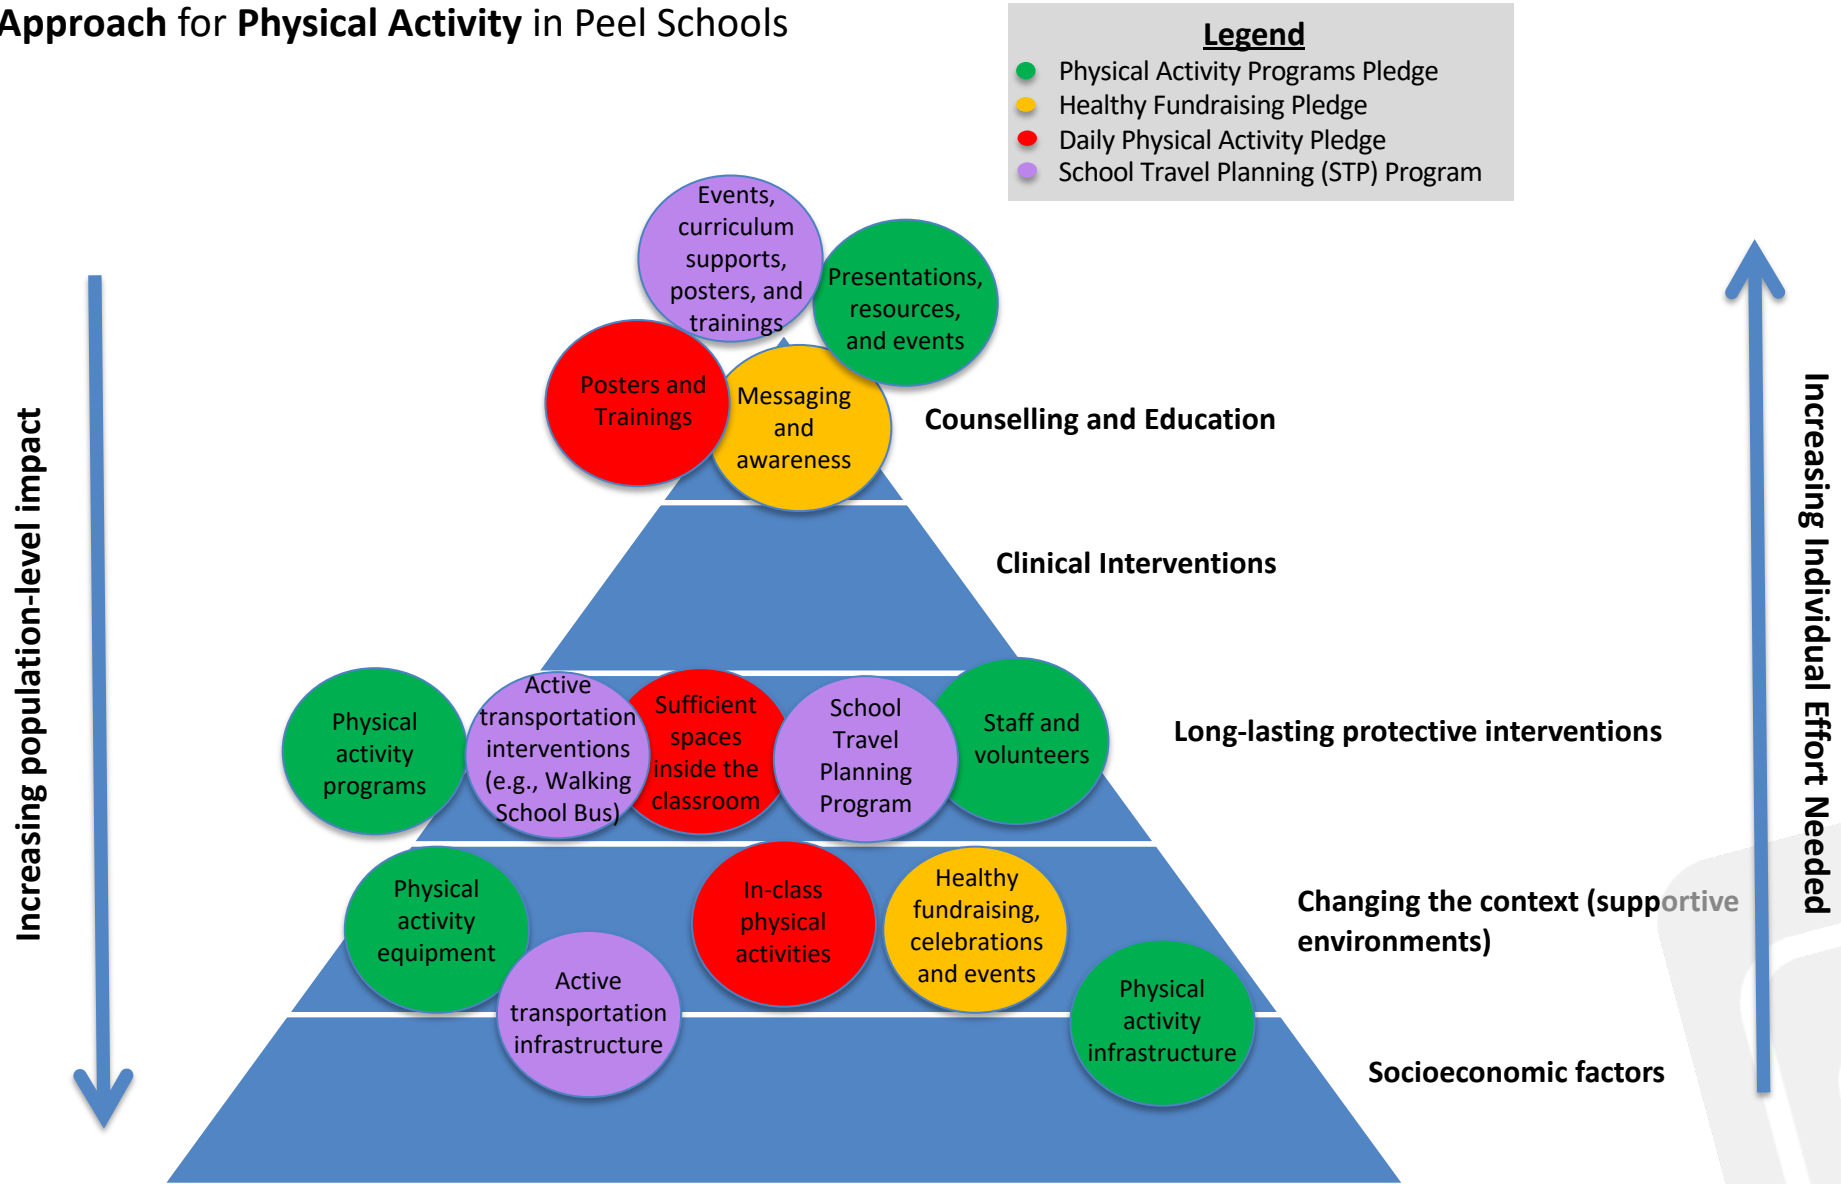 Approach for Physical Activity in Peel Schools
Legend
Physical Activity Programs Pledge
Healthy Fundraising Pledge
Daily Physical Activity Pledge
School Travel Planning (STP) Program
Events,
curriculum
supports,
posters, and
trainings
Presentations,
resources,
and events
Posters and
Trainings
Messaging
and
awareness
Counselling and Education
Clinical Interventions
Physical
activity
programs
Active
transportation
interventions
(e.g., Walking
School Bus)
Sufficient
spaces
inside the
classroom
School
Travel
Planning
Program
Staff and
volunteers
Long-lasting protective interventions
Physical
activity
equipment
Active
transportation
infrastructure
In-class
physical
activities
Healthy
fundraising,
celebrations
and events
Physical
activity
infrastructure
Changing the context (supportive
environments)
Socioeconomic factors
Increasing population-level impact
Increasing Individual Effort Needed